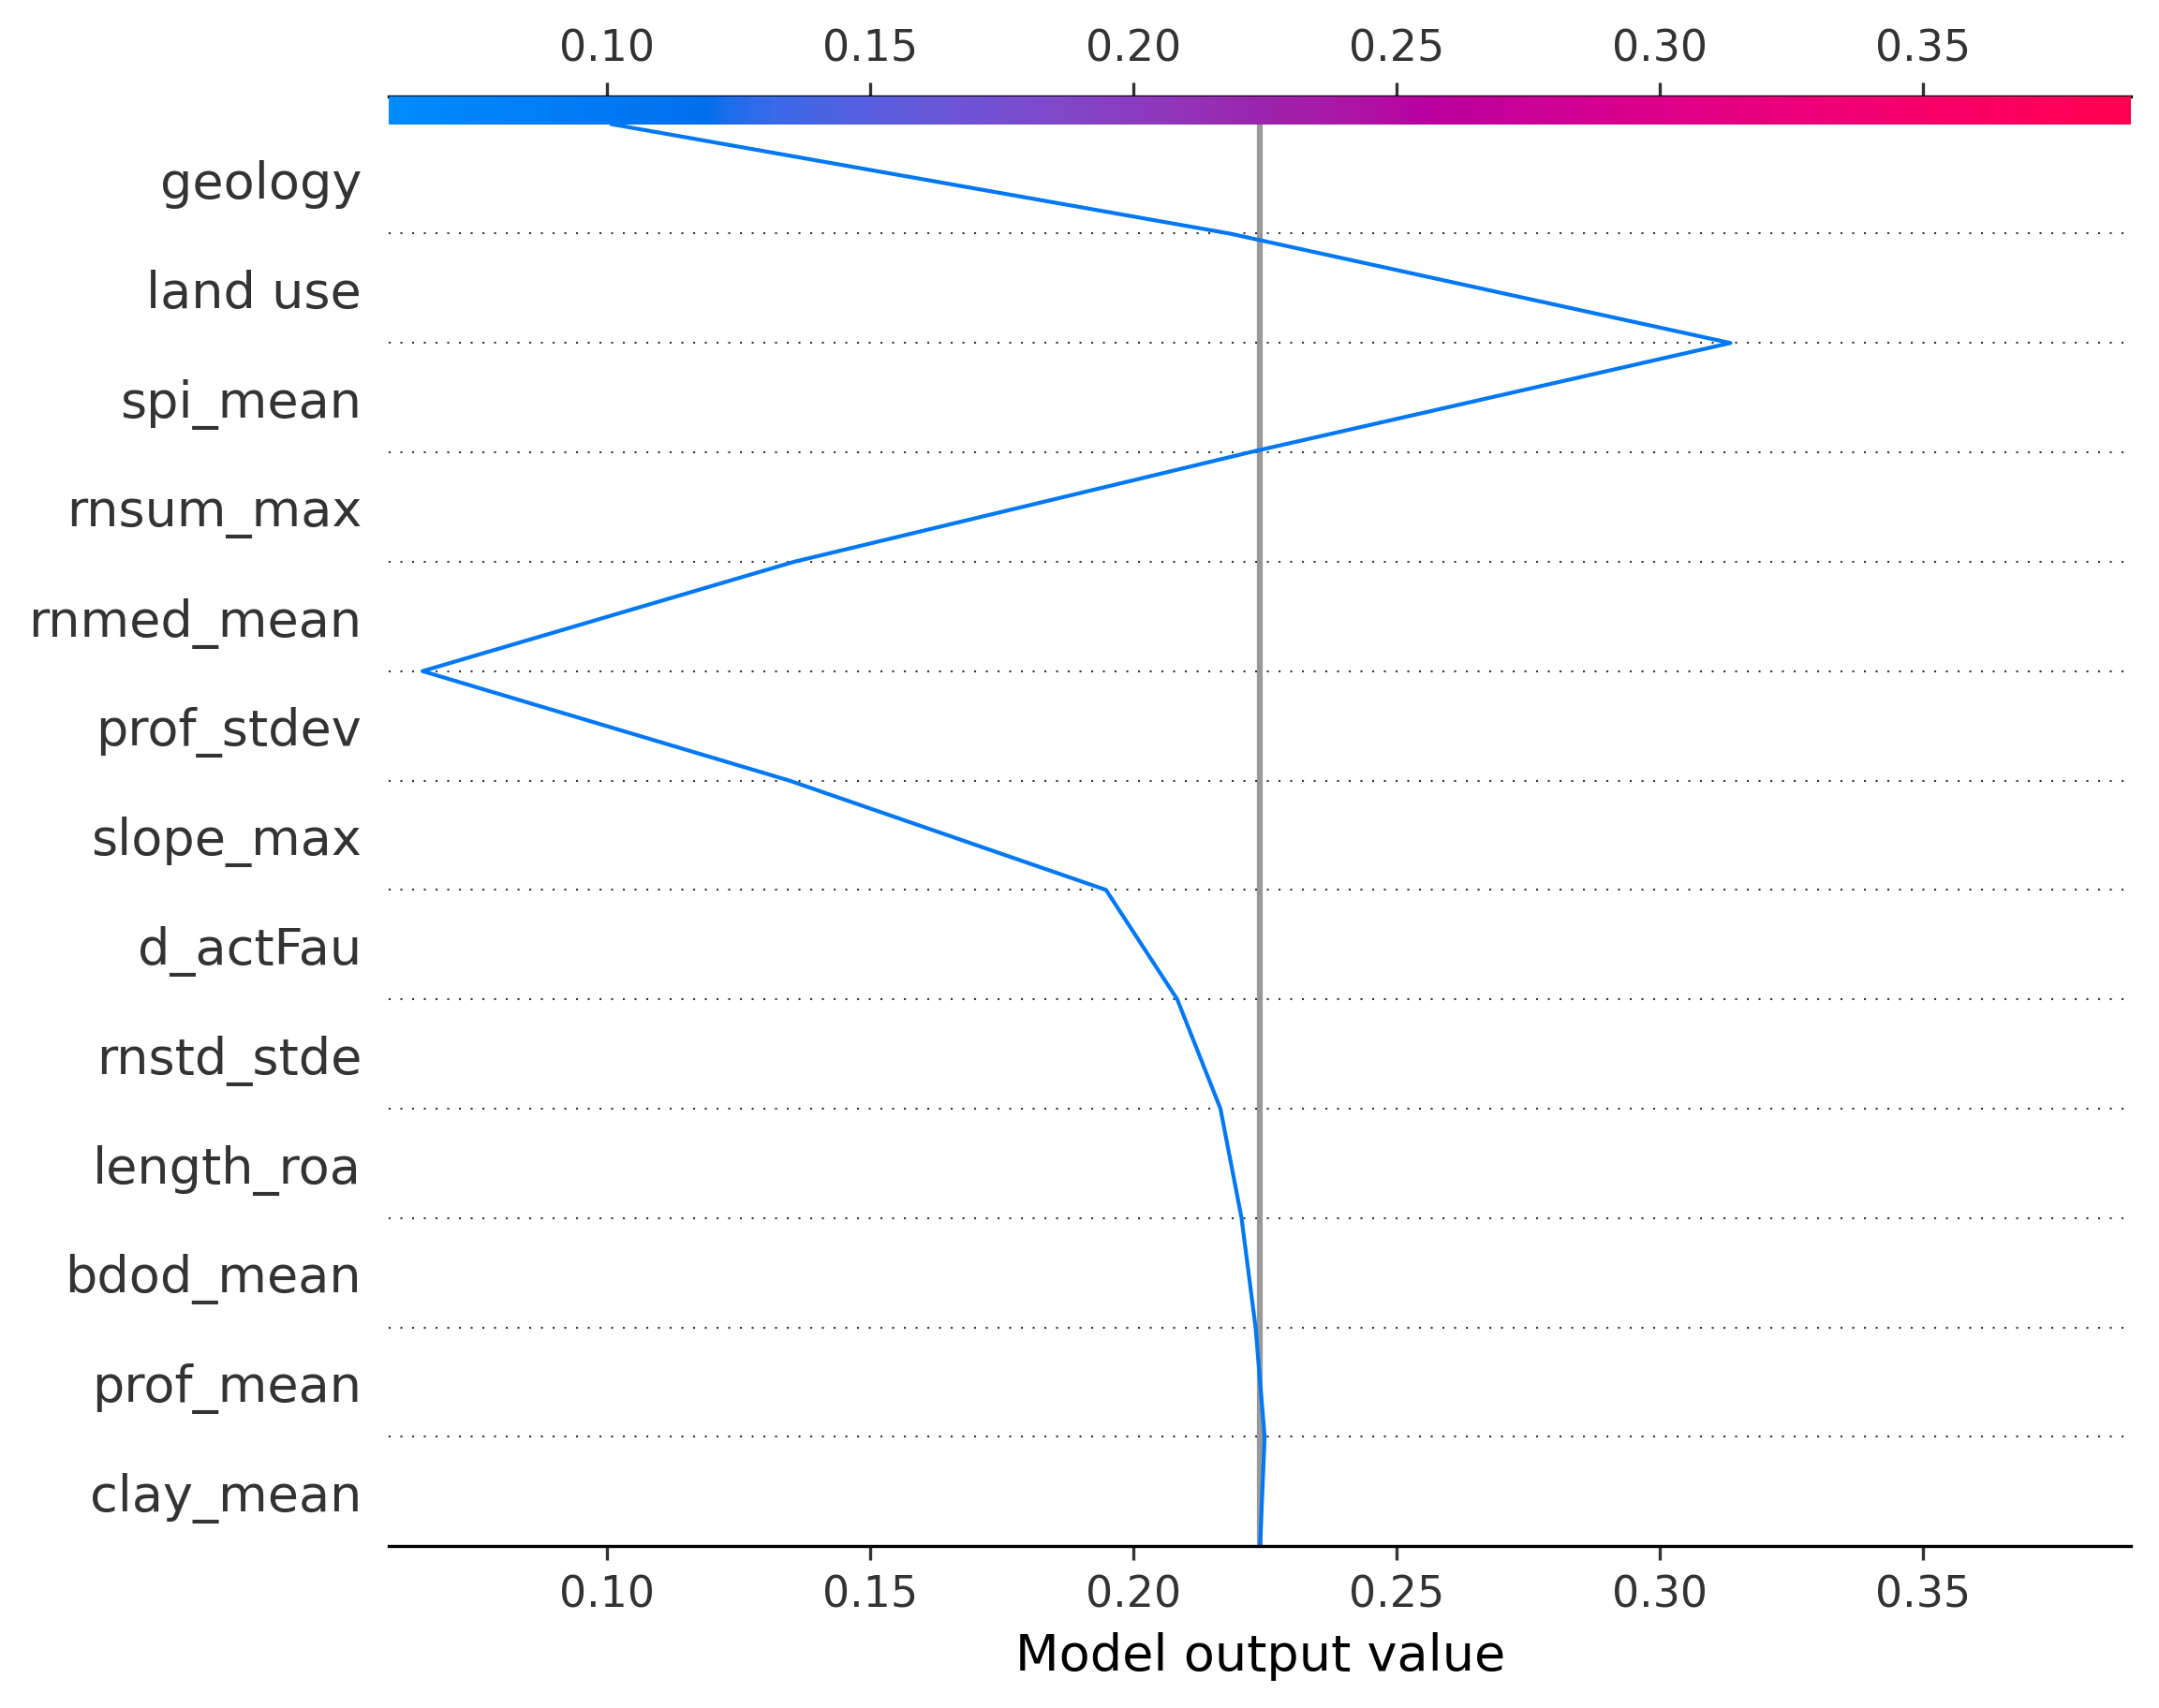 0.10 0.15 0.20 0.25 0.30 0.35
geology
land use
spi_mean
rnsum_max
rnmed_mean
prof_stdev
slope_max
d_actFau
rnstd_stde
length_roa
bdod_mean
prof_mean
clay_mean
0.10 0.15 0.20 0.25 0.30 0.35
Model output value